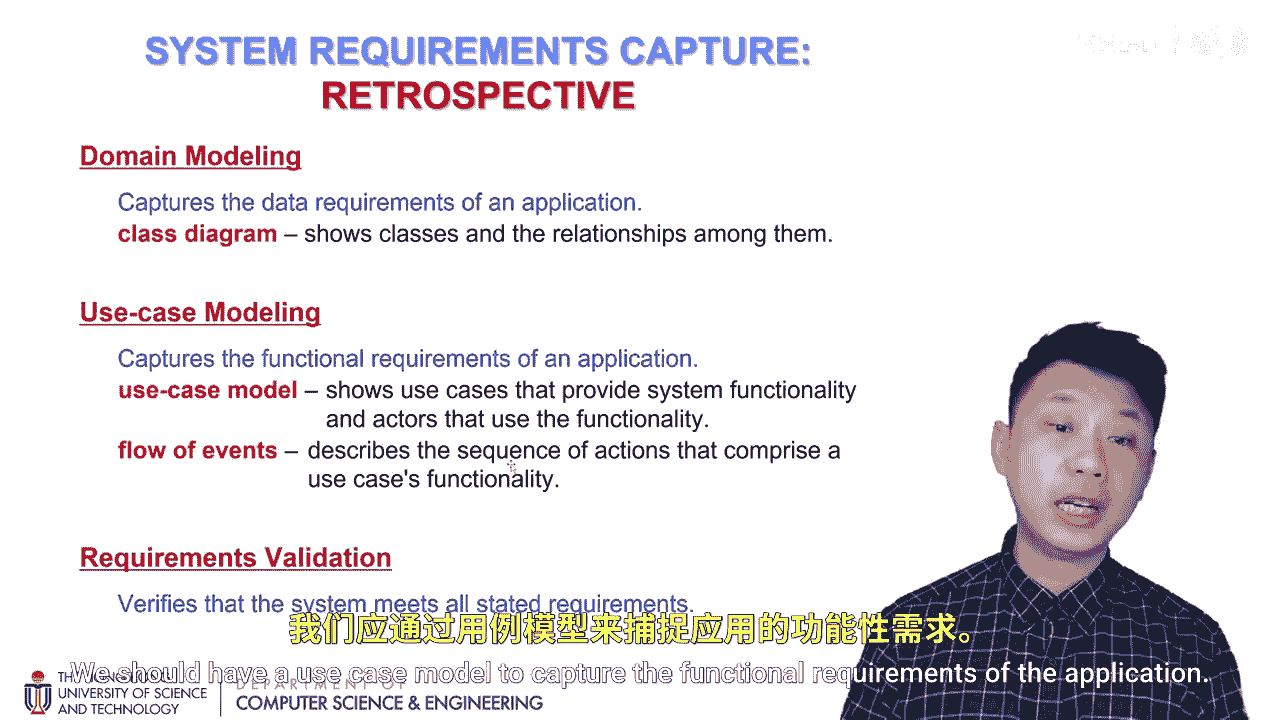 SYSTEM REQUIREMENTS CAPTURE:
RETROSPECTIVE
Domain Modeling
Captures the data requirements of an application.
class diagram – shows classes and the relationships among them.
Use-case Modeling
Captures the functional requirements of an application.
use-case model – shows use cases that provide system functionality
and actors that use the functionality.
flow of events – describes the sequence of actions that comprise a
use case's functionality.
Requirements Validation
Verifies that the system meets all stated requirements.
我们应通过用例模型来捕捉应用的功能性需求。
We should have a use case model to capture the functional requirements of the application.
UNIVERSITY OF SCIENCE
AND TECHNOLOGY
DEPARTMENT OF
COMPUTER SCIENCE & ENGINEERING